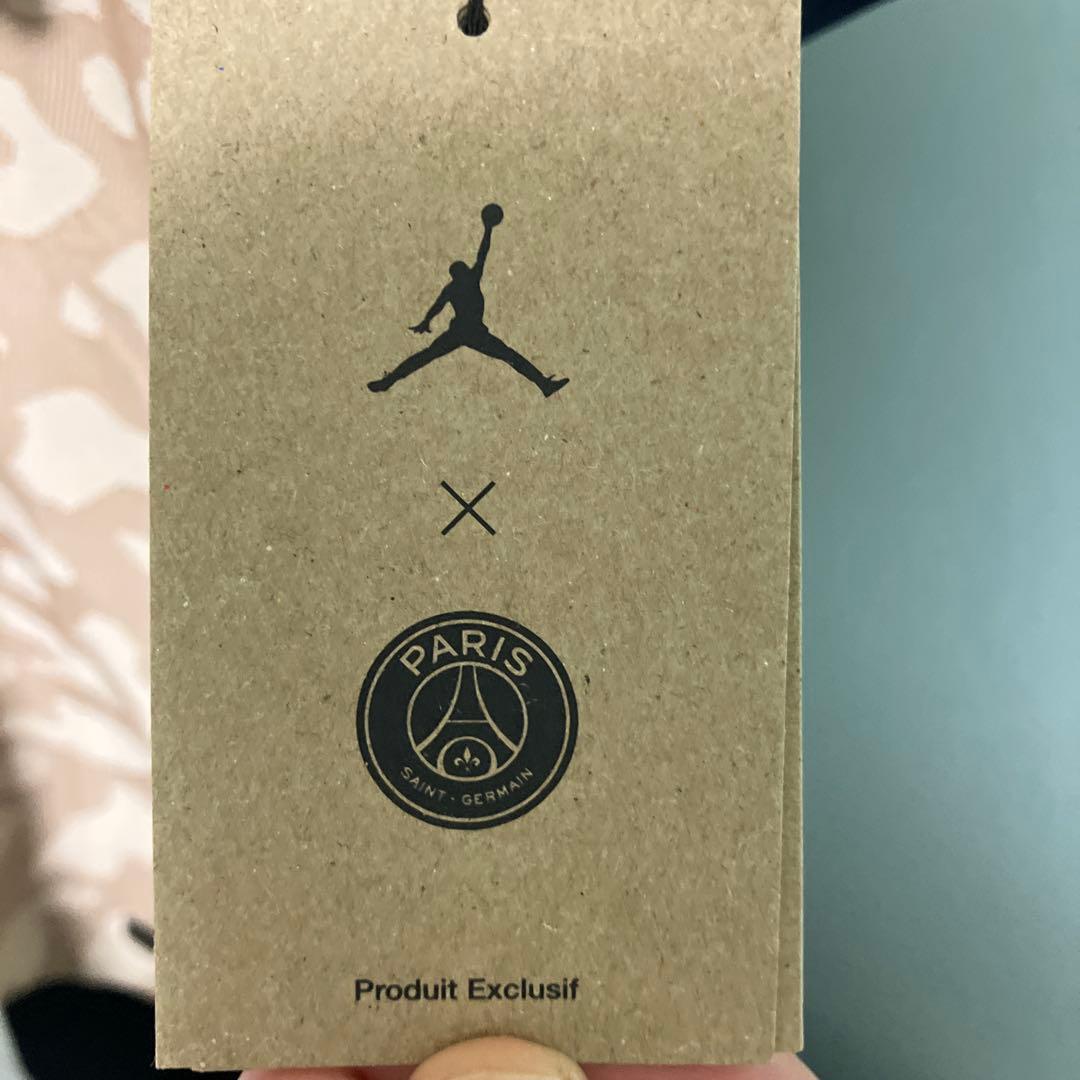 ×
PARIS
SAINT - GERMAIN
Produit Exclusif